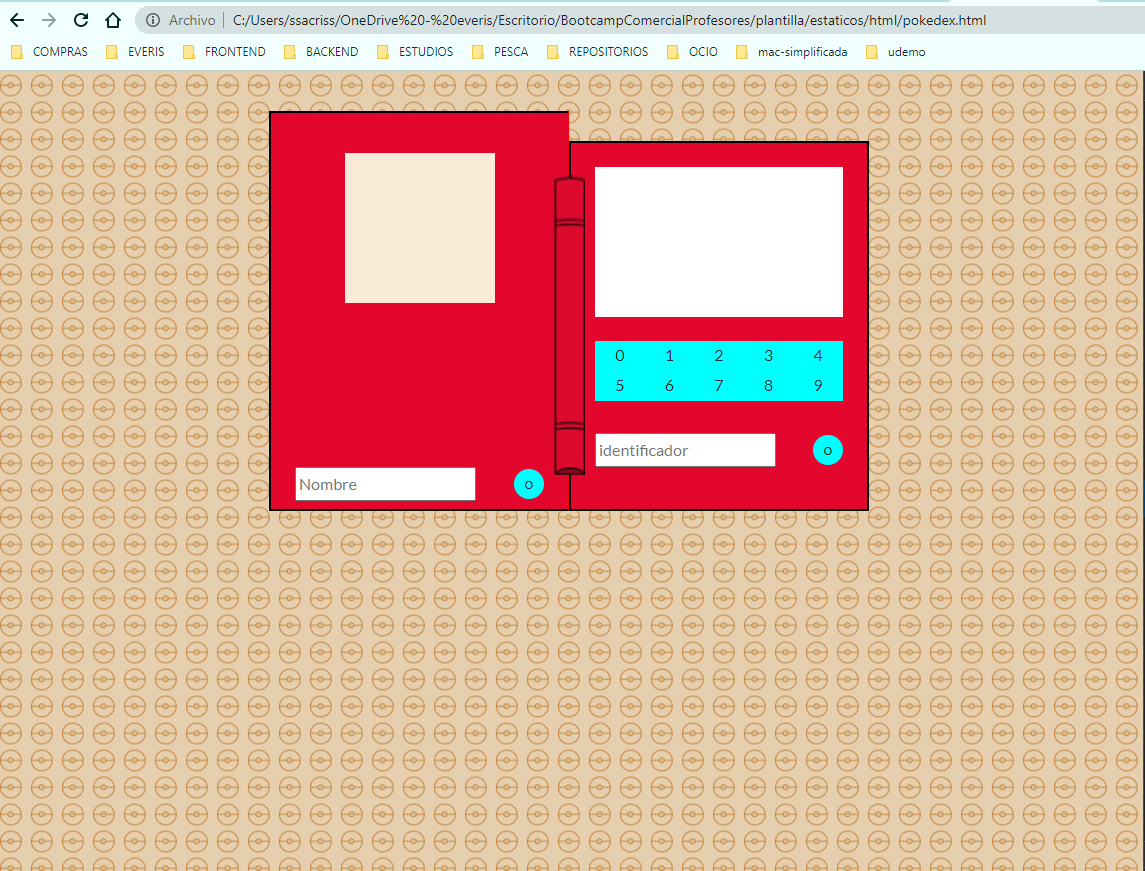 Archivo C:/Users/ssacriss/OneDrive%20-%20everis/Escritorio/BootcampComercialProfesores/plantilla/estaticos/html/pokedex.html
COMPRAS EVERIS FRONTEND BACKEND ESTUDIOS PESCA REPOSITORIOS OCIO mac-simplificada udemo
0 1 2 3 4
5 6 7 8 9
identificador o
Nombre o